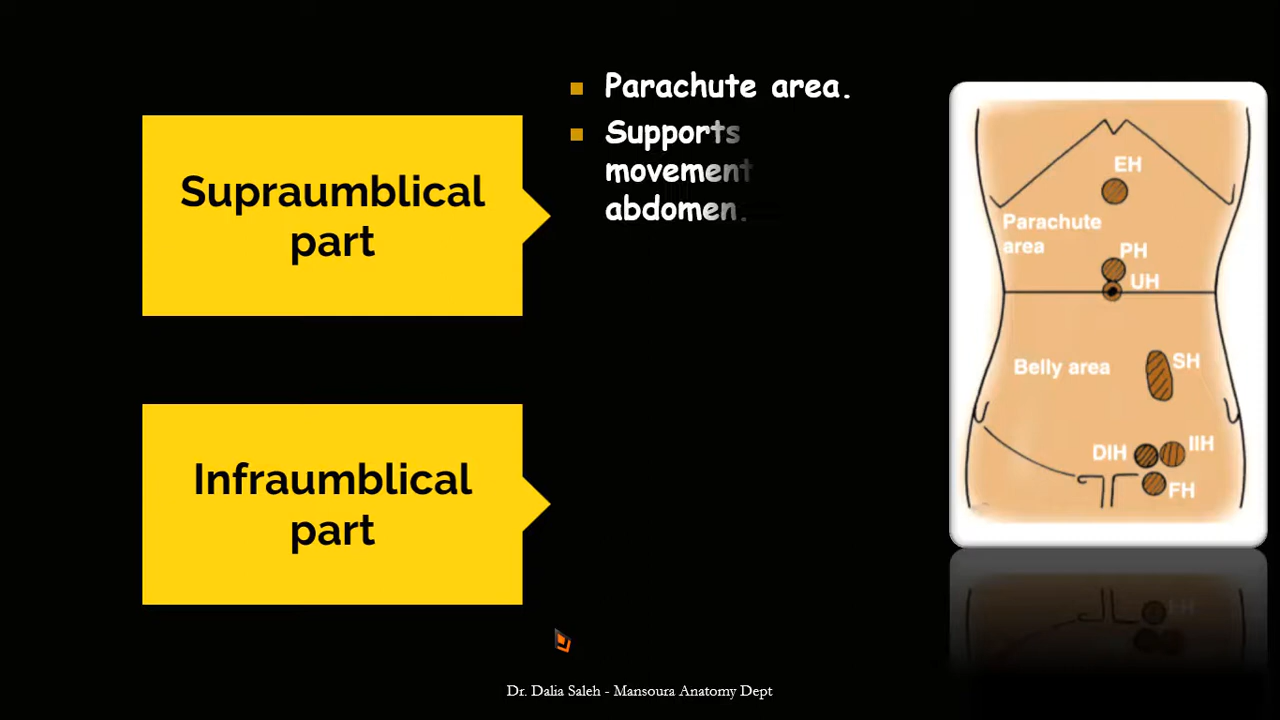 Parachute area.
Supports
movement
abdomen.
Supraumblical
part
Infraumblical
part
EH
Parachute
area
PH
UH
Belly area
SH
DIH
IIH
FH
Dr. Dalia Saleh - Mansoura Anatomy Dept